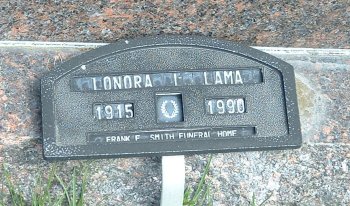 LONORA I LAMA
1915 1990
FRANK E. SMITH FUNERAL HOME